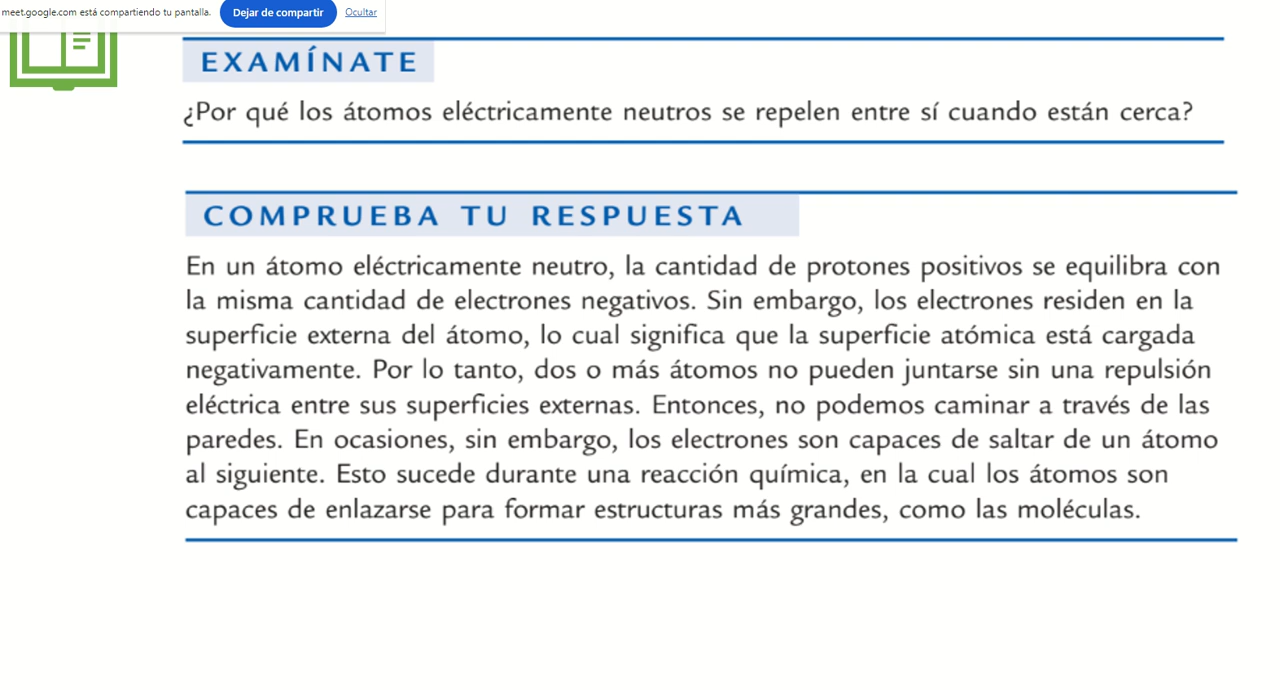 meet.google.com está compartiendo tu pantalla. Dejar de compartir Ocultar
EXAMÍNATE
¿Por qué los átomos eléctricamente neutros se repelen entre sí cuando están cerca?
COMPRUEBA TU RESPUESTA
En un átomo eléctricamente neutro, la cantidad de protones positivos se equilibra con
la misma cantidad de electrones negativos. Sin embargo, los electrones residen en la
superficie externa del átomo, lo cual significa que la superficie atómica está cargada
negativamente. Por lo tanto, dos o más átomos no pueden juntarse sin una repulsión
eléctrica entre sus superficies externas. Entonces, no podemos caminar a través de las
paredes. En ocasiones, sin embargo, los electrones son capaces de saltar de un átomo
al siguiente. Esto sucede durante una reacción química, en la cual los átomos son
capaces de enlazarse para formar estructuras más grandes, como las moléculas.